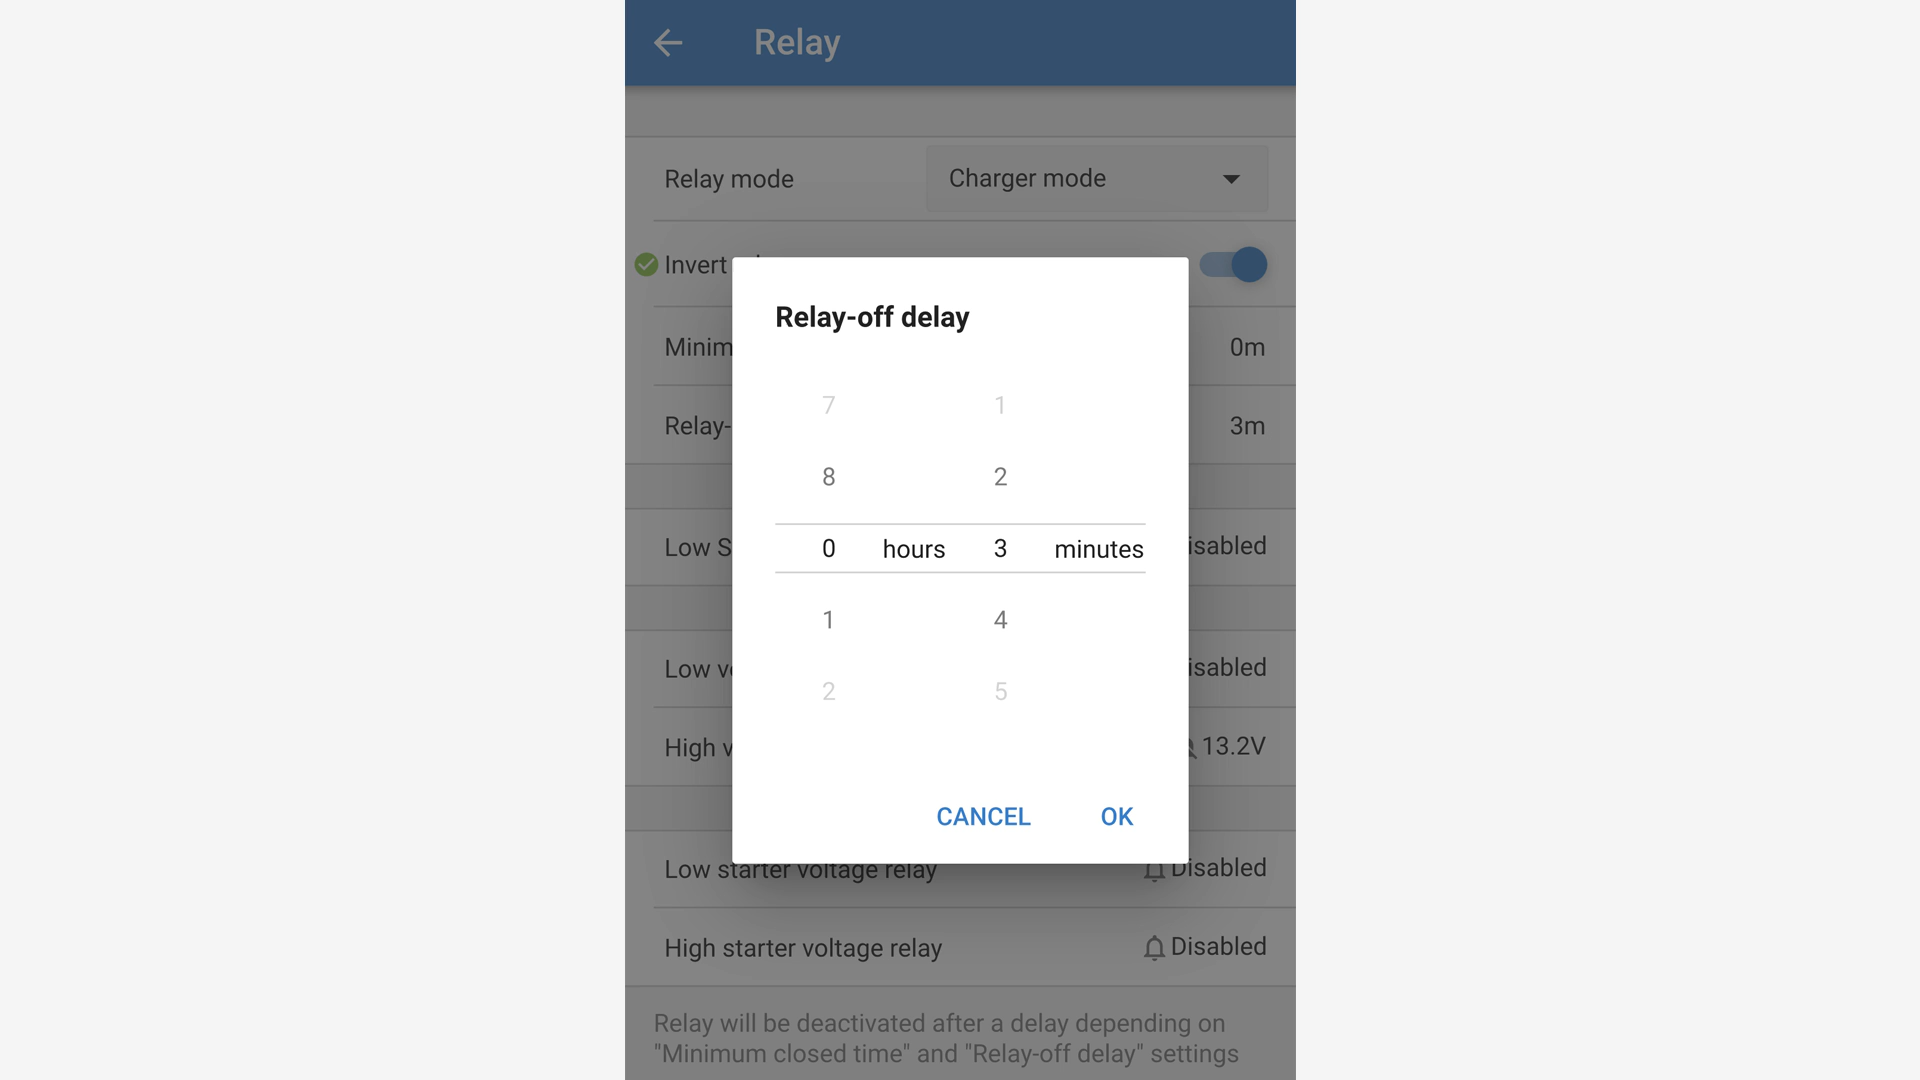 Relay
Relay mode
Charger mode
Invert
Minim
0m
Relay-
3m
Low S
isabled
Low v
isabled
High v
13.2V
Relay-off delay
7 1
8 2
0 hours 3 minutes
1 4
2 5
CANCEL OK
Low starter voltage relay
Disabled
High starter voltage relay
Disabled
Relay will be deactivated after a delay depending on
"Minimum closed time" and "Relay-off delay" settings